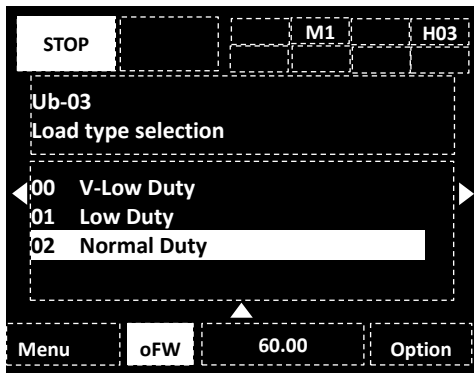 STOP M1 H03
Ub-03
Load type selection
00 V-Low Duty
01 Low Duty
02 Normal Duty
Menu oFW 60.00 Option